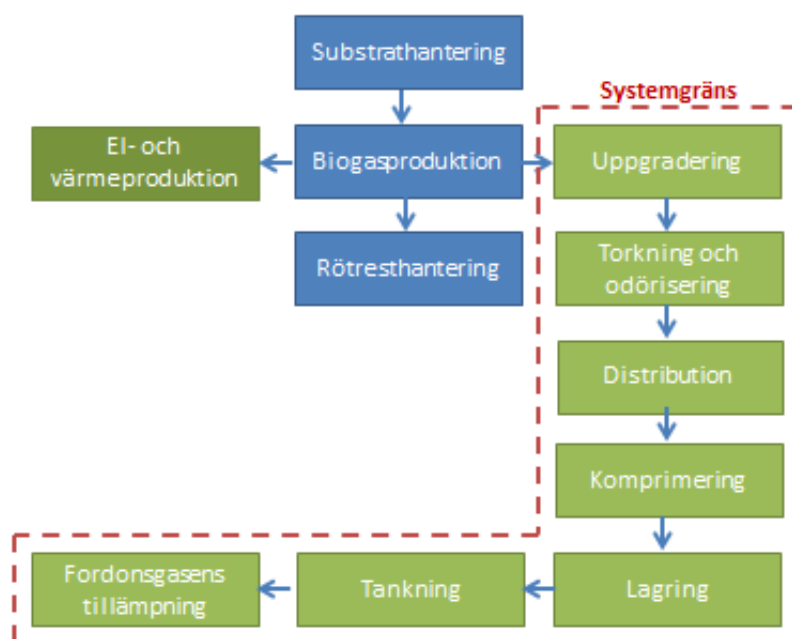 Substrathantering
Systemgräns
El- och
värmeproduktion
Biogasproduktion
Uppgradering
Rötresthantering
Torkning och
odörisering
Distribution
Komprimering
Fordonsgasens
tillämpning
Tankning
Lagring